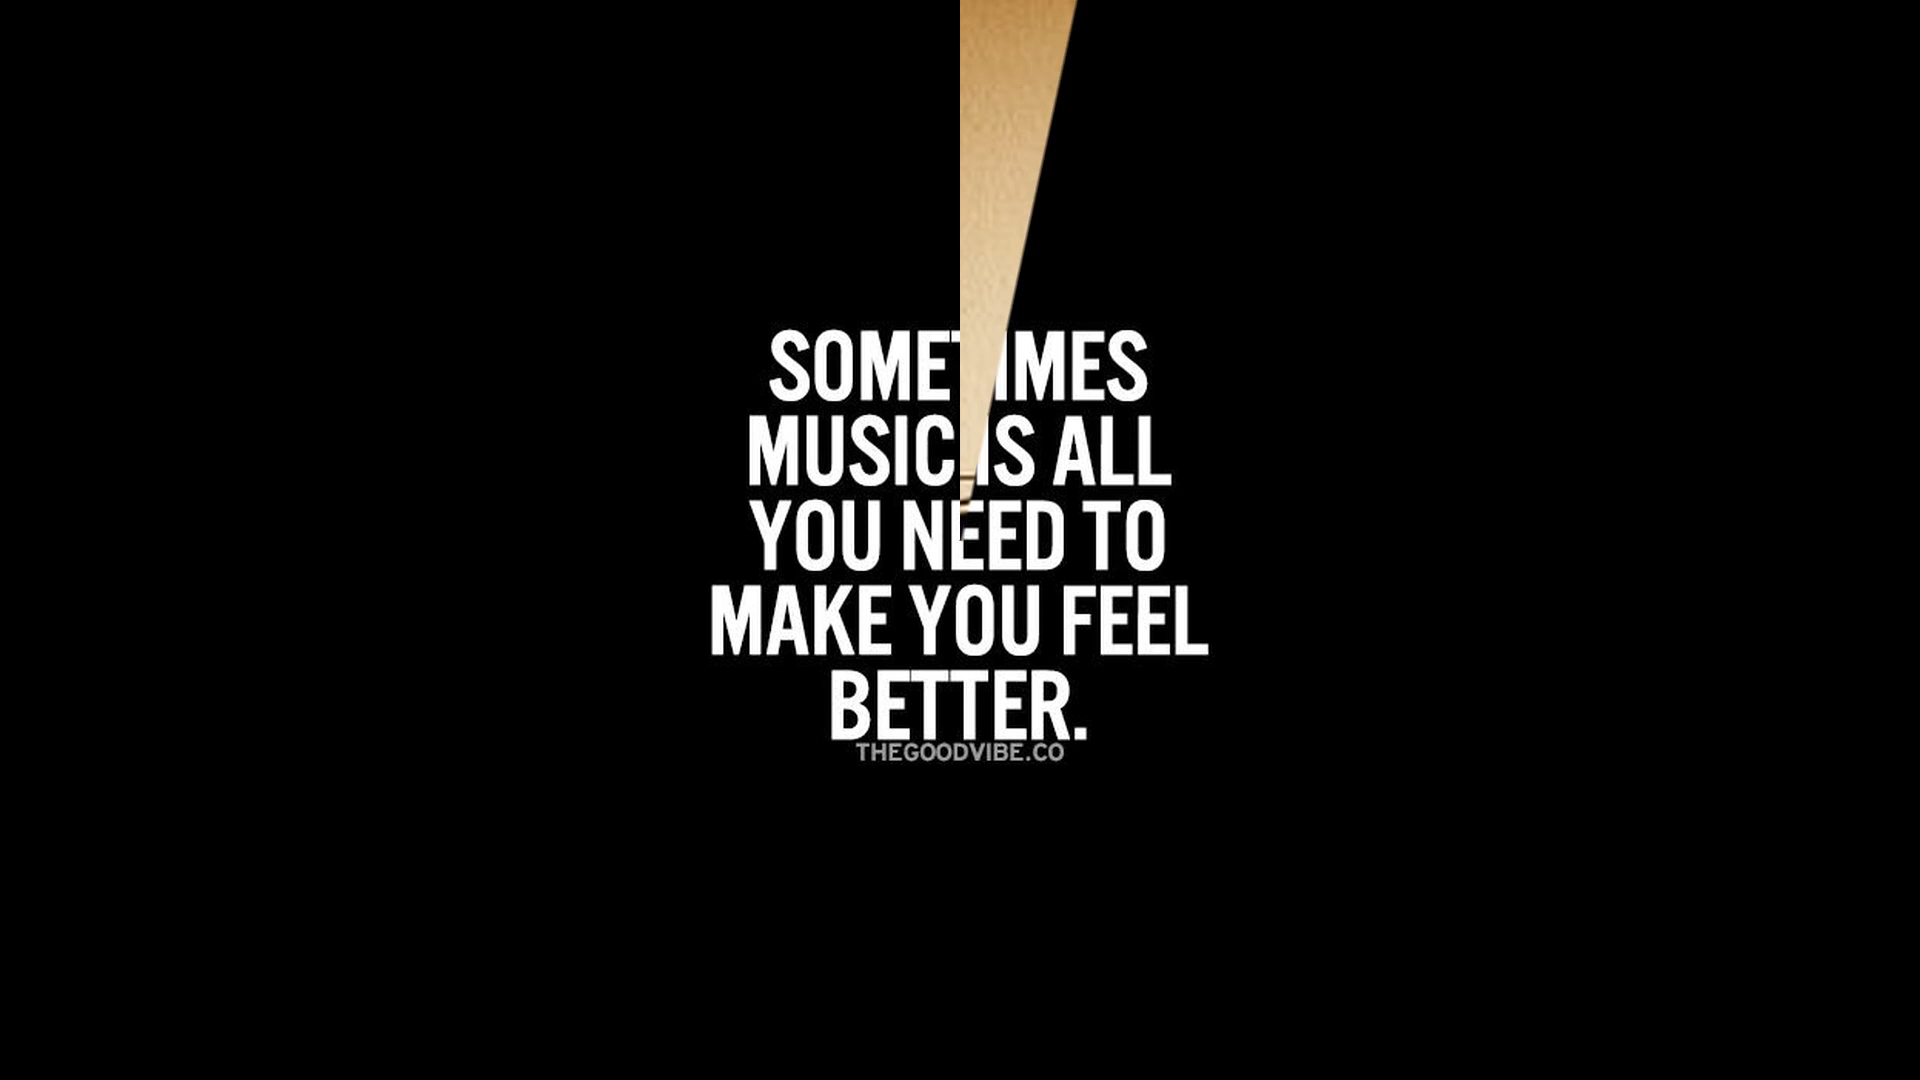 SOMETIMES
MUSIC IS ALL
YOU NEED TO
MAKE YOU FEEL
BETTER.
THEGOODVIBE.CO